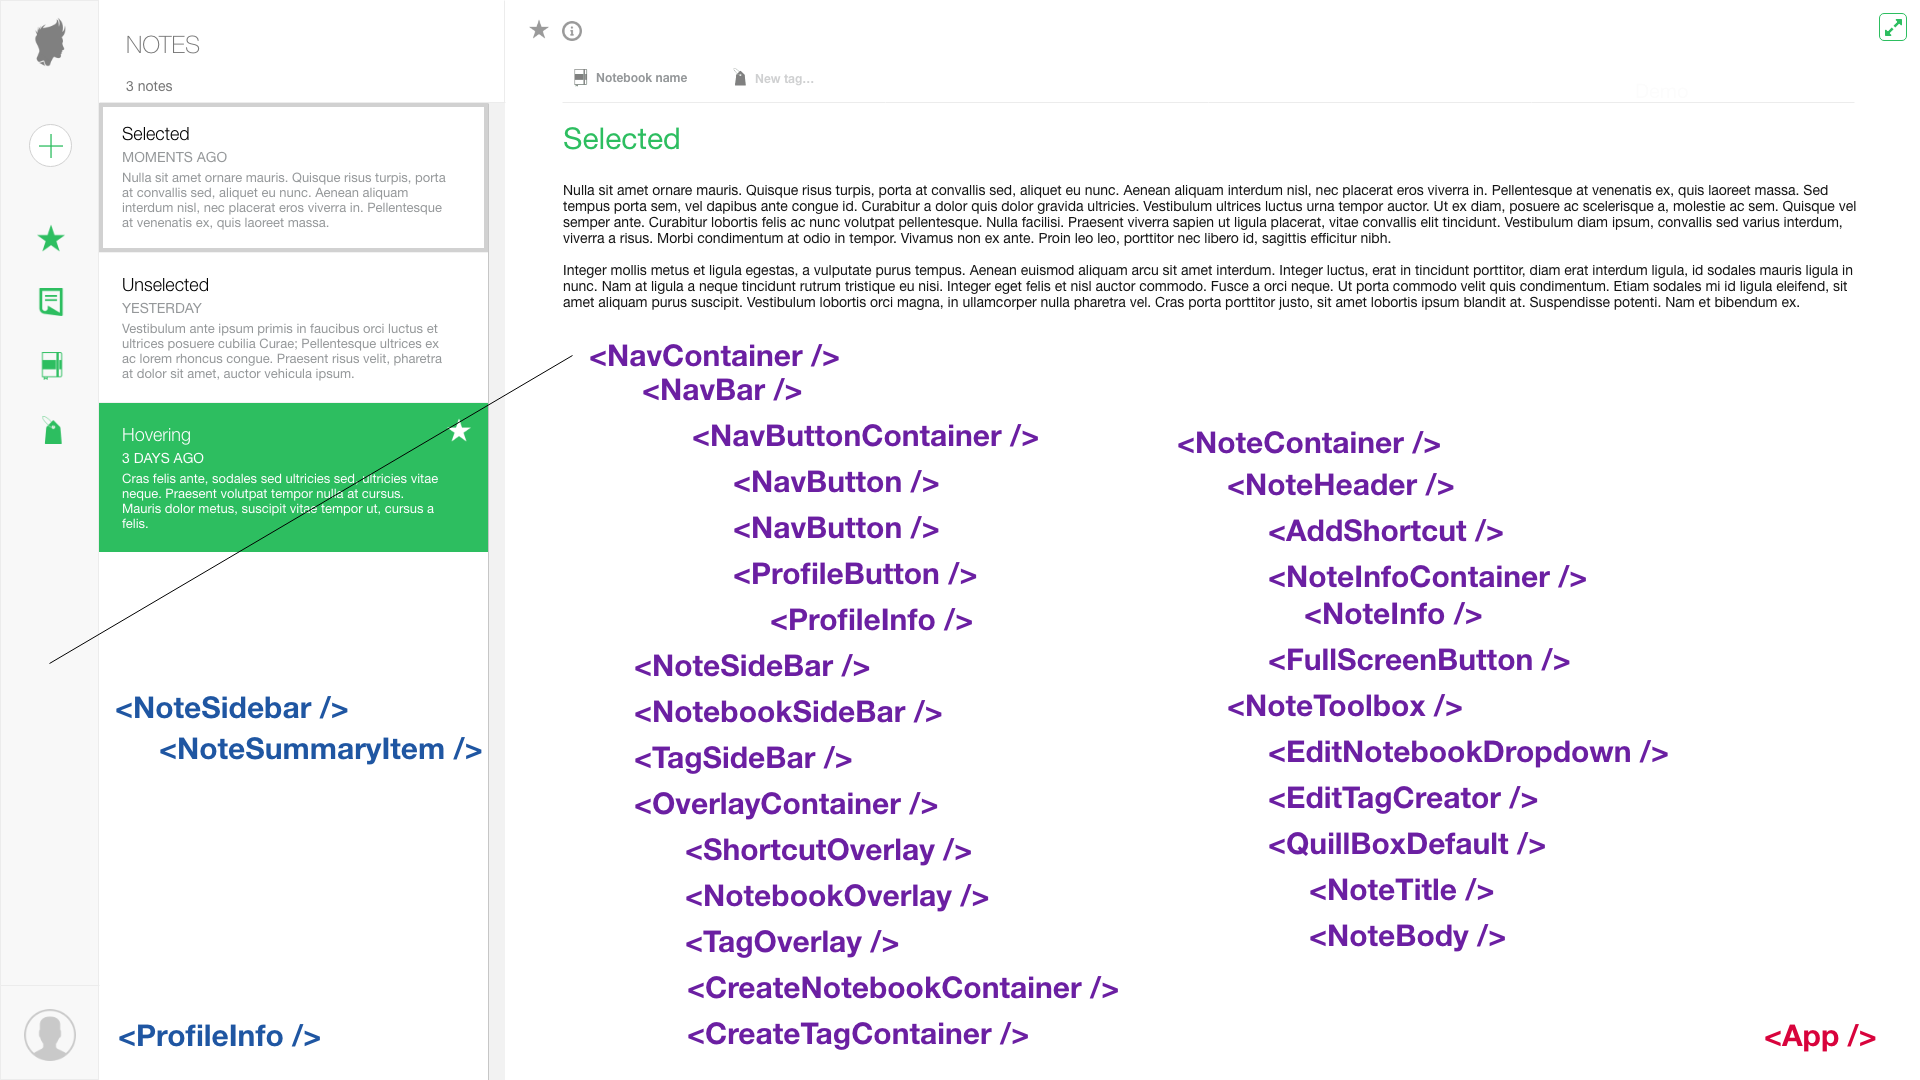 NOTES
3 notes
Selected
MOMENTS AGO
Nulla sit amet ornare mauris. Quisque risus turpis, porta
at convallis sed, aliquet eu nunc. Aenean aliquam
interdum nisl, nec placerat eros viverra in. Pellentesque
at venenatis ex, quis laoreet massa.
Unselected
YESTERDAY
Vestibulum ante ipsum primis in faucibus orci luctus et
ultrices posuere cubilia Curae; Pellentesque ultrices ex
ac lorem rhoncus congue. Praesent risus velit, pharetra
at dolor sit amet, auctor vehicula ipsum.
Hovering
3 DAYS AGO
Cras felis ante, sodales sed ultricies sed, ultricies vitae
neque. Praesent volutpat tempor nulla at cursus.
Mauris dolor metus, suscipit vitae tempor ut, cursus a
felis.
<NoteSidebar />
<NoteSummaryItem />
<ProfileInfo />
Notebook name
New tag...
Selected
Nulla sit amet ornare mauris. Quisque risus turpis, porta at convallis sed, aliquet eu nunc. Aenean aliquam interdum nisl, nec placerat eros viverra in. Pellentesque at venenatis ex, quis laoreet massa. Sed
tempus porta sem, vel dapibus ante congue id. Curabitur a dolor quis dolor gravida ultricies. Vestibulum ultrices luctus urna tempor auctor. Ut ex diam, posuere ac scelerisque a, molestie ac sem. Quisque vel
semper ante. Curabitur lobortis felis ac nunc volutpat pellentesque. Nulla facilisi. Praesent viverra sapien ut ligula placerat, vitae convallis elit tincidunt. Vestibulum diam ipsum, convallis sed varius interdum,
viverra a risus. Morbi condimentum at odio in tempor. Vivamus non ex ante. Proin leo leo, porttitor nec libero id, sagittis efficitur nibh.
Integer mollis metus et ligula egestas, a vulputate purus tempus. Aenean euismod aliquam arcu sit amet interdum. Integer luctus, erat in tincidunt porttitor, diam erat interdum ligula, id sodales mauris ligula in
nunc. Nam at ligula a neque tincidunt rutrum tristique eu nisi. Integer eget felis et nisl auctor commodo. Fusce a orci neque. Ut porta commodo velit quis condimentum. Etiam sodales mi id ligula eleifend, sit
amet aliquam purus suscipit. Vestibulum lobortis orci magna, in ullamcorper nulla pharetra vel. Cras porta porttitor justo, sit amet lobortis ipsum blandit at. Suspendisse potenti. Nam et bibendum ex.
<NavContainer />
<NavBar />
<NavButtonContainer />
<NavButton />
<NavButton />
<ProfileButton />
<ProfileInfo />
<NoteSideBar />
<NotebookSideBar />
<TagSideBar />
<OverlayContainer />
<ShortcutOverlay />
<NotebookOverlay />
<TagOverlay />
<CreateNotebookContainer />
<CreateTagContainer />
<NoteContainer />
<NoteHeader />
<AddShortcut />
<NoteInfoContainer />
<NoteInfo />
<FullScreenButton />
<NoteToolbox />
<EditNotebookDropdown />
<EditTagCreator />
<QuillBoxDefault />
<NoteTitle />
<NoteBody />
<App />